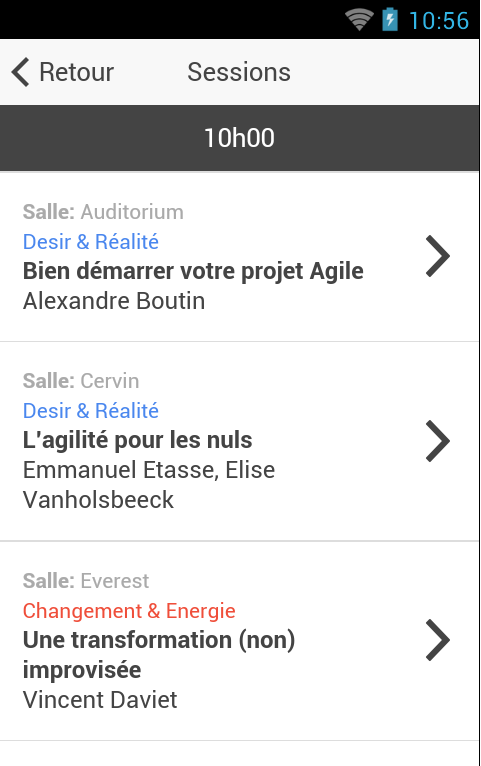 10:56
Retour
Sessions
10h00
Salle: Auditorium
Desir & Réalité
Bien démarrer votre projet Agile
Alexandre Boutin
Salle: Cervin
Desir & Réalité
L'agilité pour les nuls
Emmanuel Etasse, Elise
Vanholsbeeck
Salle: Everest
Changement & Energie
Une transformation (non)
improvisée
Vincent Daviet